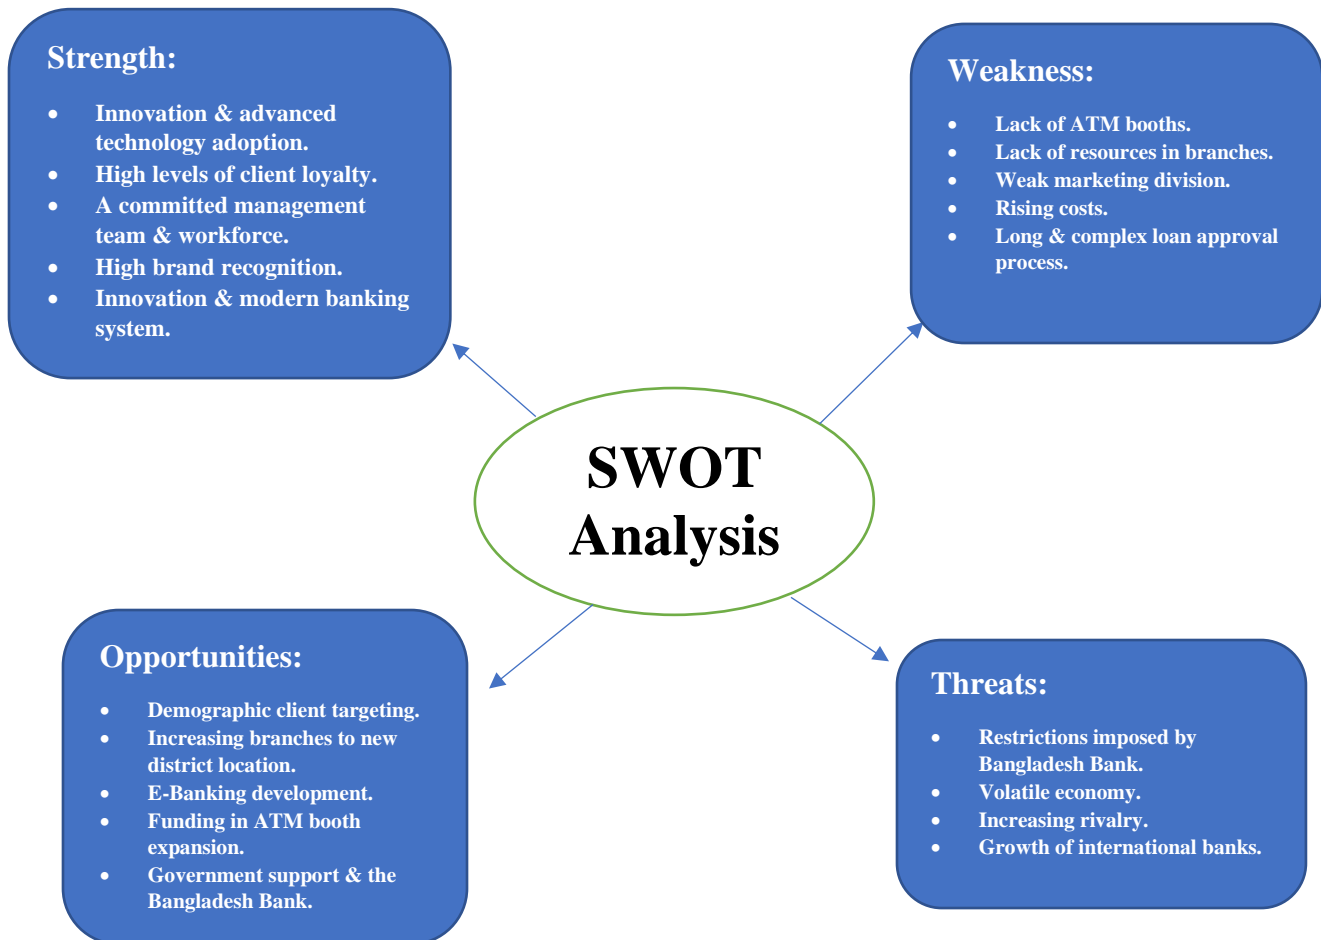 Strength:
• Innovation & advanced
technology adoption.
• High levels of client loyalty.
• A committed management
team & workforce.
• High brand recognition.
• Innovation & modern banking
system.
Weakness:
• Lack of ATM booths.
• Lack of resources in branches.
• Weak marketing division.
• Rising costs.
• Long & complex loan approval
process.
SWOT
Analysis
Opportunities:
• Demographic client targeting.
• Increasing branches to new
district location.
• E-Banking development.
• Funding in ATM booth
expansion.
• Government support & the
Bangladesh Bank.
Threats:
• Restrictions imposed by
Bangladesh Bank.
• Volatile economy.
• Increasing rivalry.
• Growth of international banks.